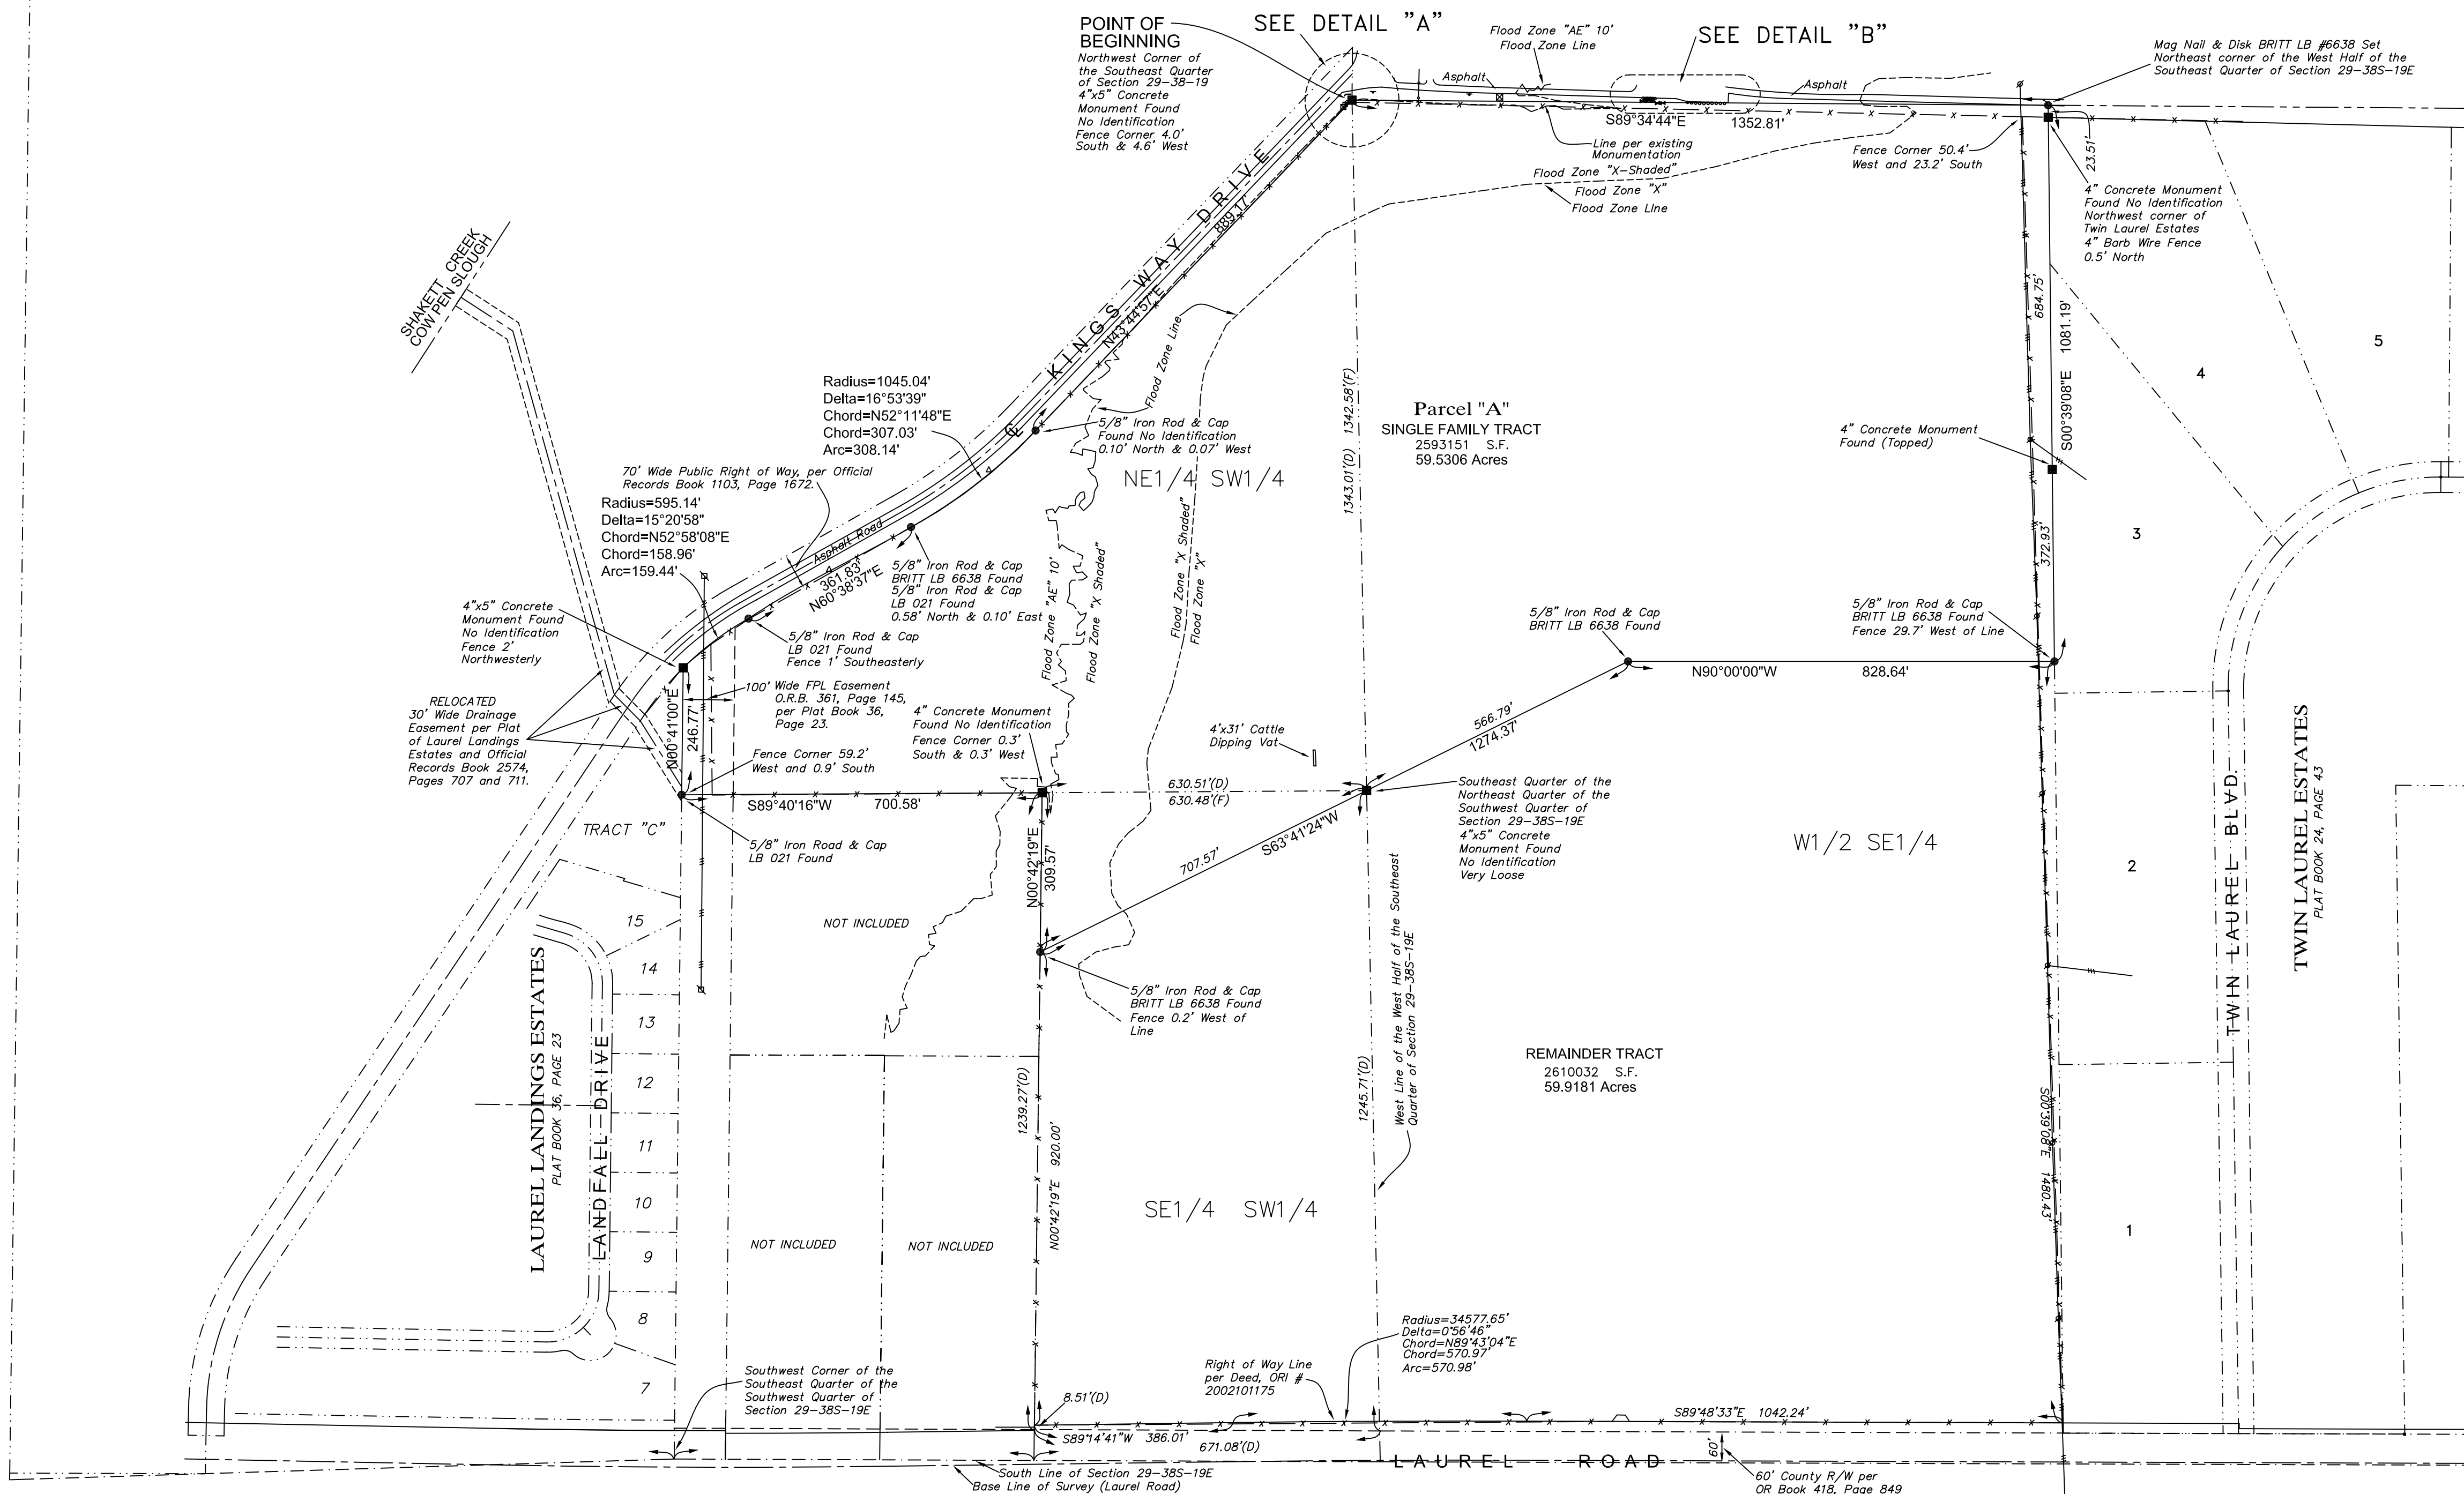 POINT OF
BEGINNING
Northwest Corner of
the Southeast Quarter
of Section 29-38-19
4"x5" Concrete
Monument Found
No Identification
Fence Corner 4.0'
South & 4.6' West
SEE DETAIL "A"
Flood Zone "AE" 10'
Flood Zone Line
SEE DETAIL "B"
Mag Nail & Disk BRITT LB #6638 Set
Northeast corner of the West Half of the
Southeast Quarter of Section 29-38S-19E
Asphalt
Asphalt
S89°34'44"E 1352.81'
Line per existing
Monumentation
Flood Zone "X-Shaded"
Flood Zone "X"
Flood Zone LIne
Fence Corner 50.4'
West and 23.2' South
23.51'
4" Concrete Monument
Found No Identification
Northwest corner of
Twin Laurel Estates
4" Barb Wire Fence
0.5' North
KINGS WAY DRIVE
889.17'
N43°44'57"E
Flood Zone Line
SHAKETT CREEK
COW PEN SLOUGH
684.75'
S00°39'08"E 1081.19'
5
4
3
Radius=1045.04'
Delta=16°53'39"
Chord=N52°11'48"E
Chord=307.03'
Arc=308.14'
1343.01'(D) 1342.58'(F)
Parcel "A"
SINGLE FAMILY TRACT
2593151 S.F.
59.5306 Acres
5/8" Iron Rod & Cap
Found No Identification
0.10' North & 0.07' West
4" Concrete Monument
Found (Topped)
NE1/4 SW1/4
70' Wide Public Right of Way, per Official
Records Book 1103, Page 1672.
Radius=595.14'
Delta=15°20'58"
Chord=N52°58'08"E
Chord=158.96'
Arc=159.44'
Asphalt Road
361.83'
N60°38'37"E
5/8" Iron Rod & Cap
BRITT LB 6638 Found
5/8" Iron Rod & Cap
LB 021 Found
0.58' North & 0.10' East
Flood Zone "AE" 10'
Flood Zone "X Shaded"
Flood Zone "X Shaded"
Flood Zone "X"
372.93'
4"x5" Concrete
Monument Found
No Identification
Fence 2'
Northwesterly
5/8" Iron Rod & Cap
LB 021 Found
Fence 1' Southeasterly
5/8" Iron Rod & Cap
BRITT LB 6638 Found
5/8" Iron Rod & Cap
BRITT LB 6638 Found
Fence 29.7' West of Line
N90°00'00"W 828.64'
RELOCATED
30' Wide Drainage
Easement per Plat
of Laurel Landings
Estates and Official
Records Book 2574,
Pages 707 and 711.
N00°41'00"E
246.77'
100' Wide FPL Easement
O.R.B. 361, Page 145,
per Plat Book 36,
Page 23.
4" Concrete Monument
Found No Identification
Fence Corner 0.3'
South & 0.3' West
Fence Corner 59.2'
West and 0.9' South
4'x31' Cattle
Dipping Vat
566.79'
1274.37'
S89°40'16"W 700.58'
630.51'(D)
630.48'(F)
Southeast Quarter of the
Northeast Quarter of the
Southwest Quarter of
Section 29-38S-19E
4"x5" Concrete
Monument Found
No Identification
Very Loose
TRACT "C"
5/8" Iron Road & Cap
LB 021 Found
N00°42'19"E
309.57'
707.57'
S63°41'24"W
W1/2 SE1/4
TWIN LAUREL BLVD.
TWIN LAUREL ESTATES
PLAT BOOK 24, PAGE 43
2
1
NOT INCLUDED
15
14
13
12
11
10
9
8
7
LAUREL LANDINGS ESTATES
PLAT BOOK 36, PAGE 23
LANDFALL DRIVE
5/8" Iron Rod & Cap
BRITT LB 6638 Found
Fence 0.2' West of
Line
West Line of the West Half of the Southeast
Quarter of Section 29-38S-19E
1239.27'(D)
N00°42'19"E 920.00'
1245.71'(D)
REMAINDER TRACT
2610032 S.F.
59.9181 Acres
S00°39'08"E 1480.43'
SE1/4 SW1/4
NOT INCLUDED
NOT INCLUDED
Southwest Corner of the
Southeast Quarter of the
Southwest Quarter of
Section 29-38S-19E
8.51'(D)
Right of Way Line
per Deed, ORI #
2002101175
Radius=34577.65'
Delta=0°56'46"
Chord=N89°43'04"E
Chord=570.97'
Arc=570.98'
S89°48'33"E 1042.24'
S89°14'41"W 386.01'
671.08'(D)
LAUREL ROAD
60'
South Line of Section 29-38S-19E
Base Line of Survey (Laurel Road)
60' County R/W per
OR Book 418, Page 849